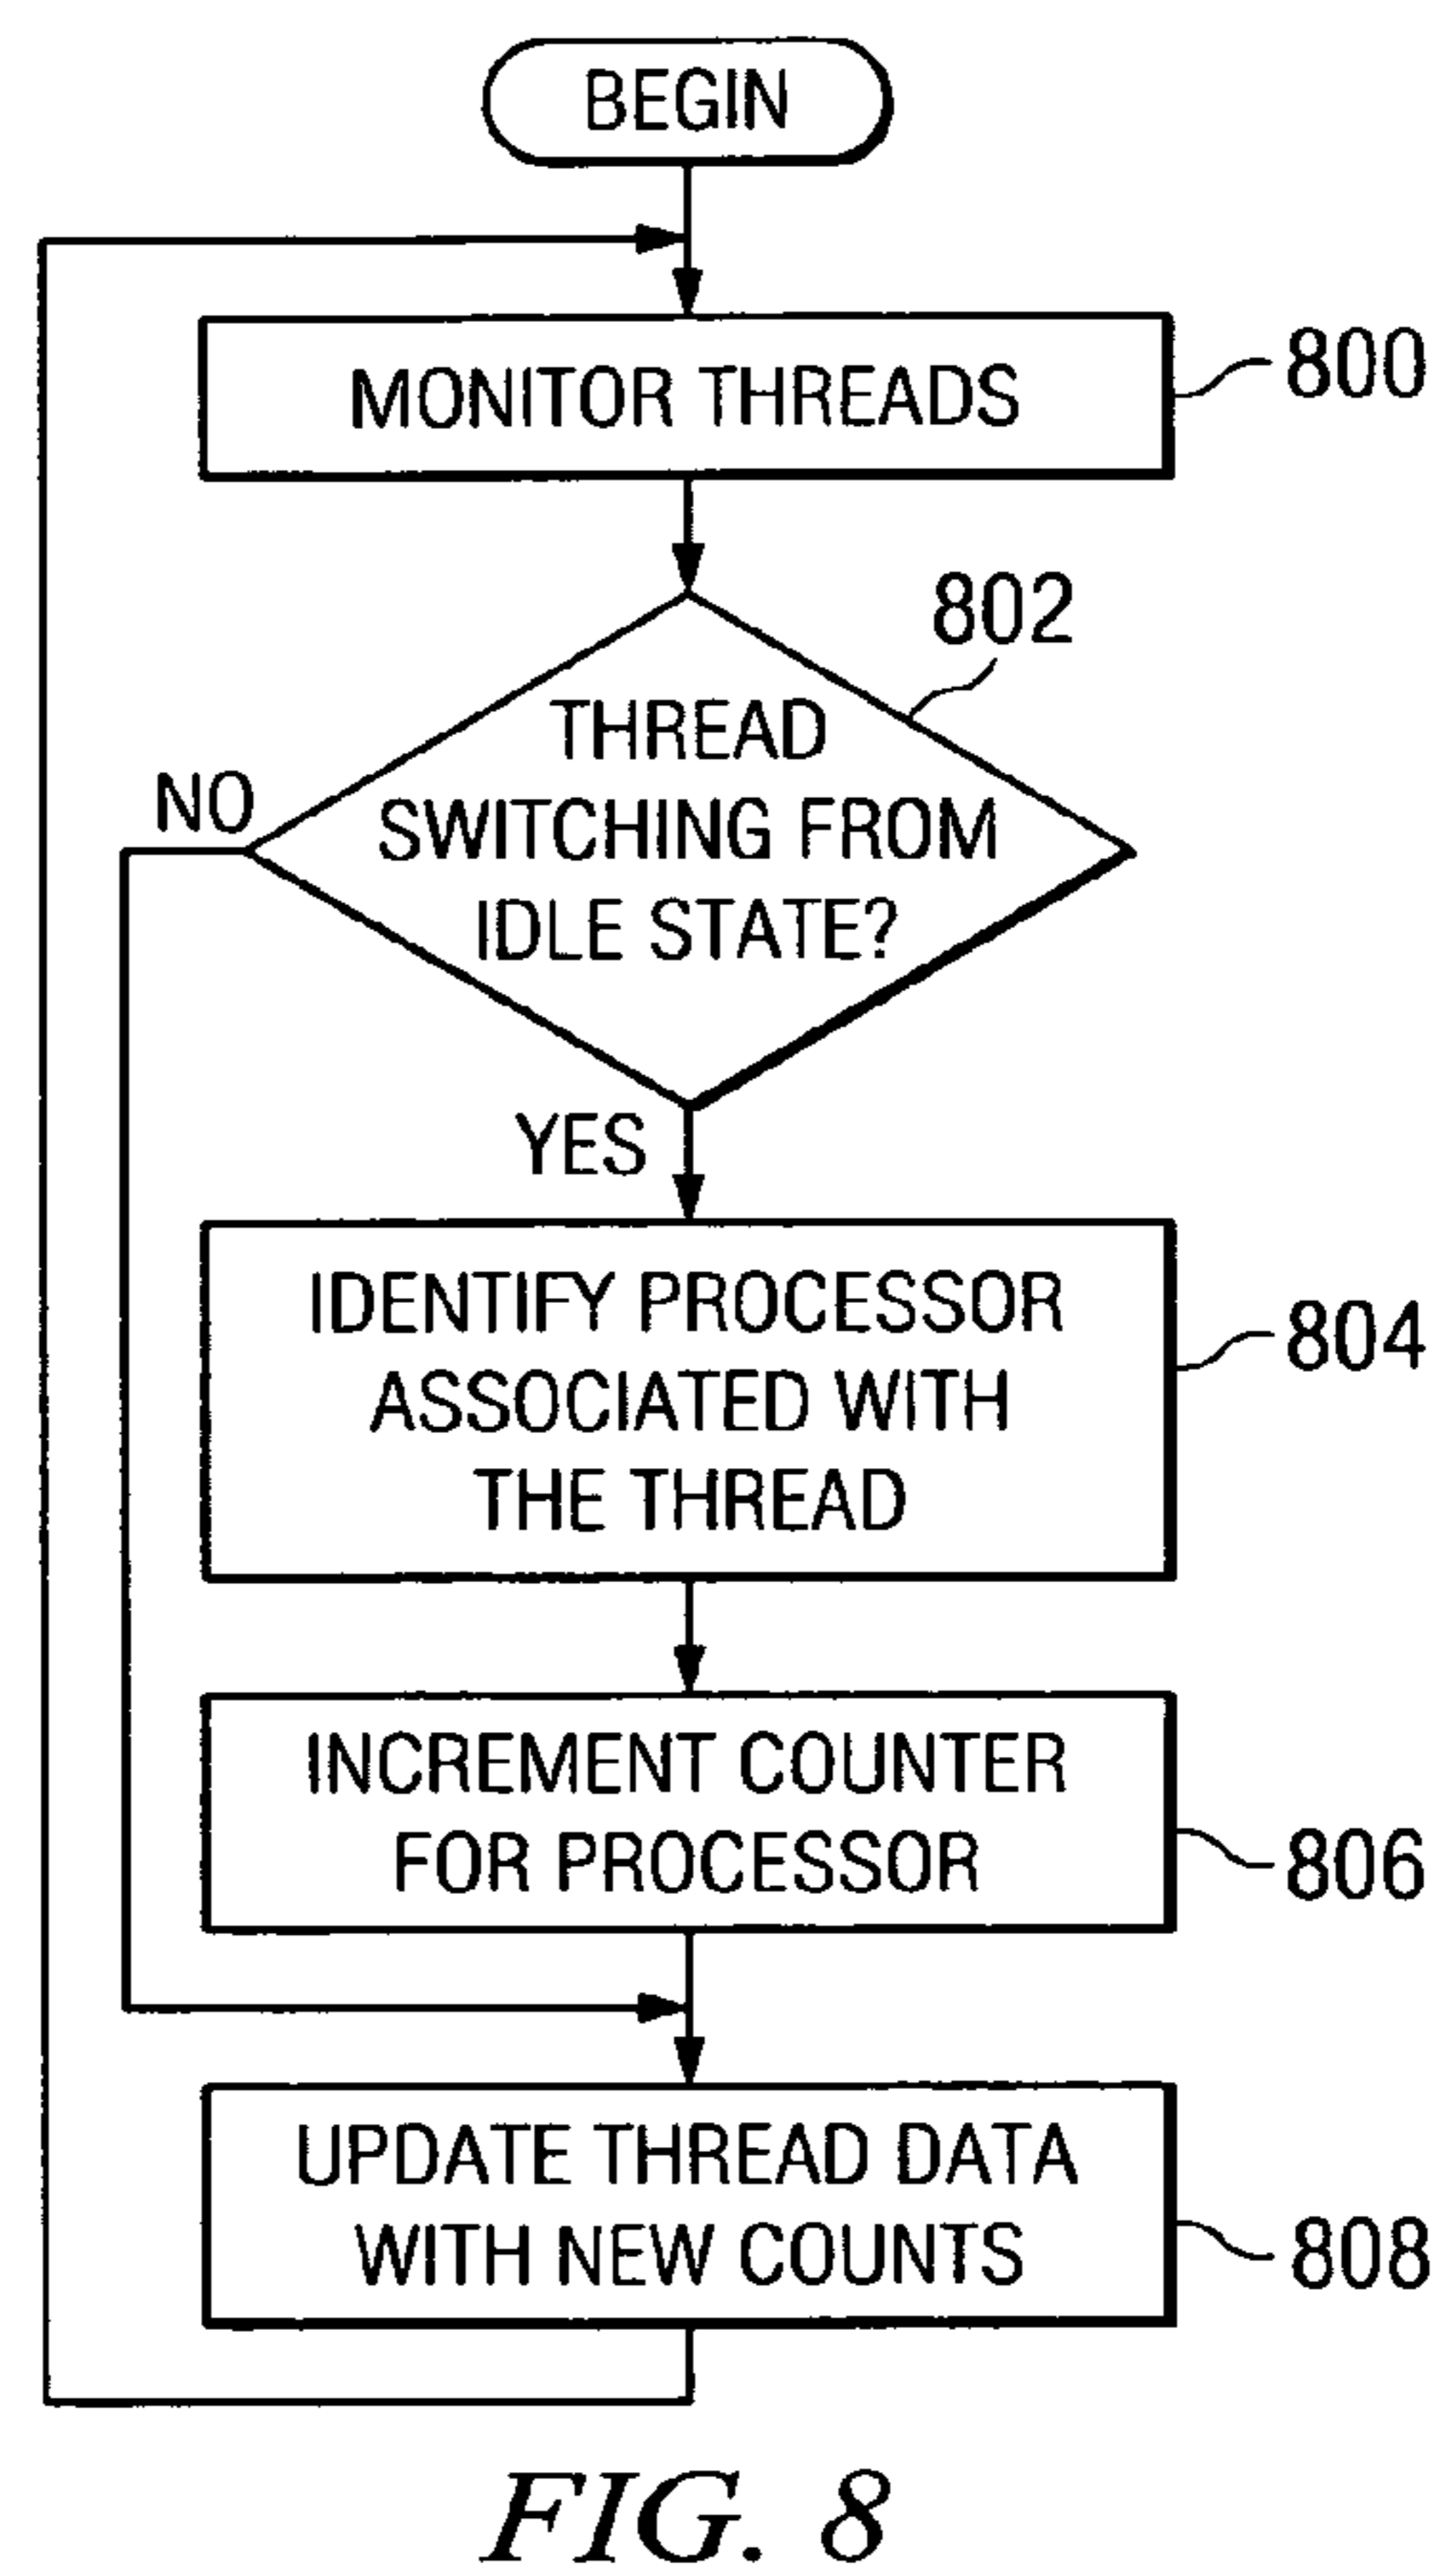 BEGIN
MONITOR THREADS
800
802
THREAD
SWITCHING FROM
IDLE STATE?
NO
YES
IDENTIFY PROCESSOR
ASSOCIATED WITH
THE THREAD
804
INCREMENT COUNTER
FOR PROCESSOR
806
UPDATE THREAD DATA
WITH NEW COUNTS
808
FIG. 8